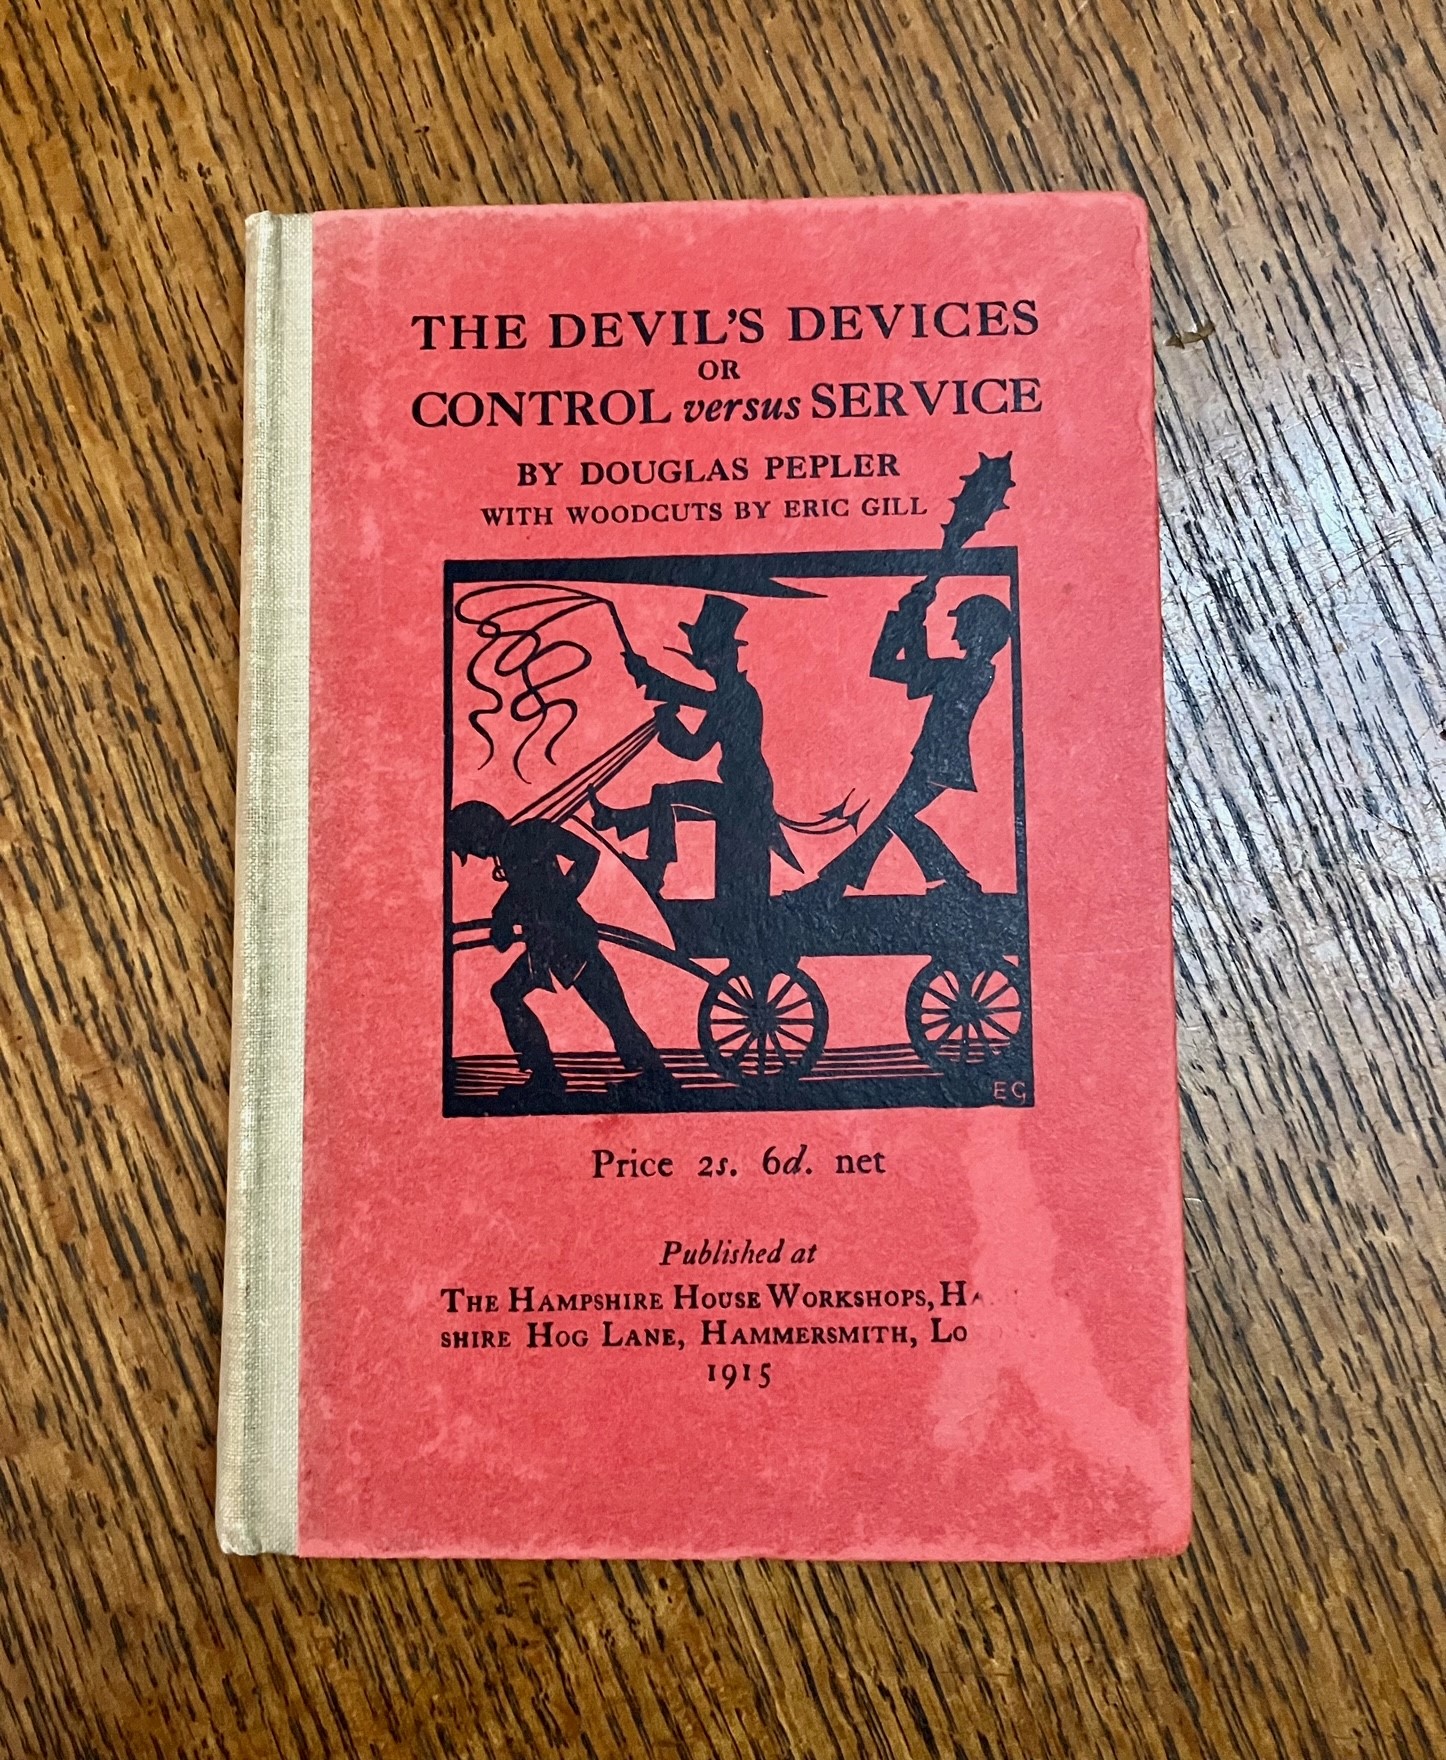 THE DEVIL'S DEVICES
OR
CONTROL versus SERVICE
BY DOUGLAS PEPLER
WITH WOODCUTS BY ERIC GILL
EG
Price 2s. 6d. net
Published at
THE HAMPSHIRE HOUSE WORKSHOPS,
SHIRE HOG LANE, HAMMERSMITH,
1915